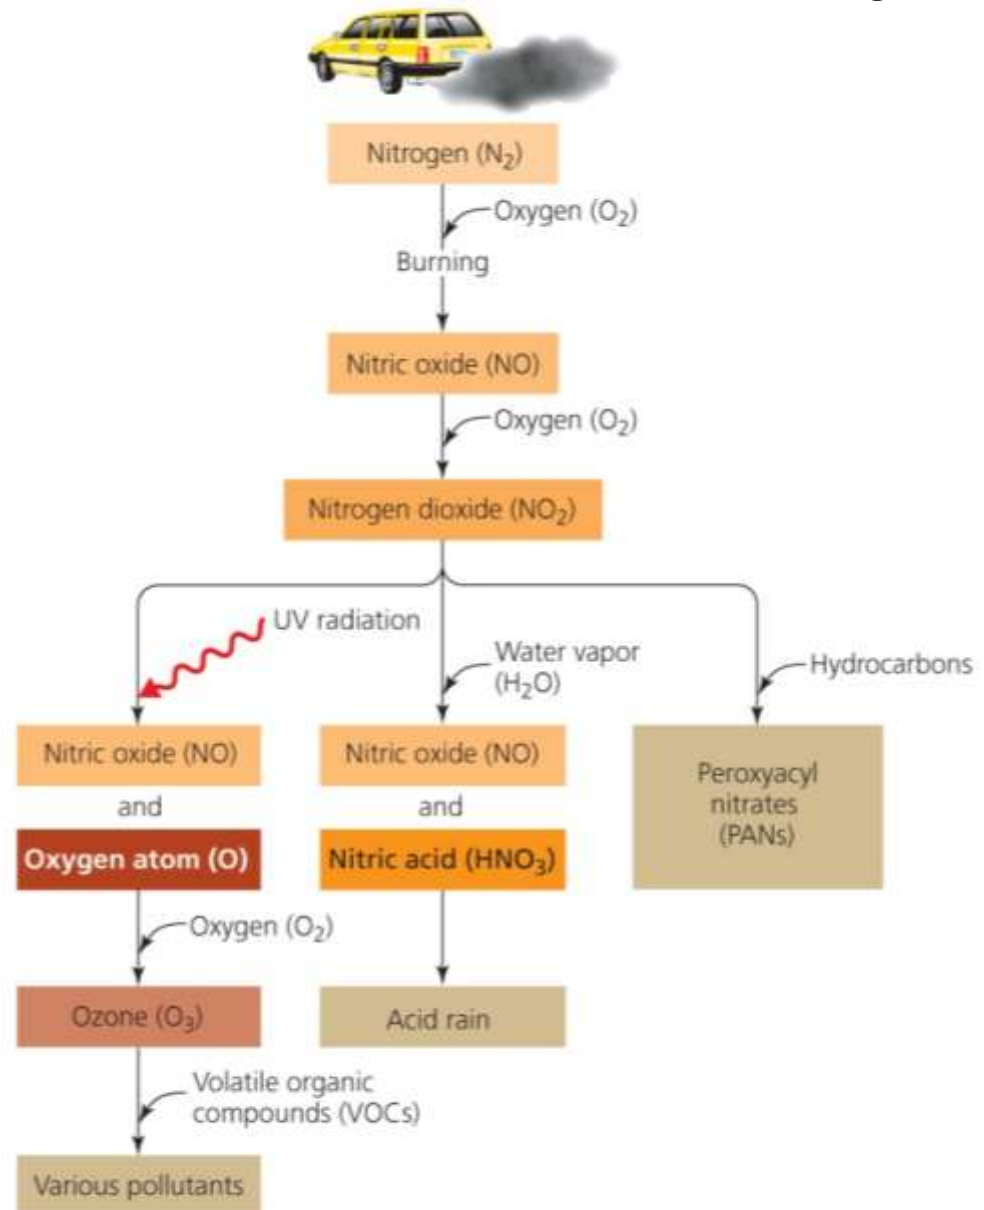 Nitrogen (N₂)
Oxygen (O₂)
Burning
Nitric oxide (NO)
Oxygen (O₂)
Nitrogen dioxide (NO₂)
UV radiation
Water vapor
(H₂O)
Hydrocarbons
Nitric oxide (NO)
and
Oxygen atom (O)
Nitric oxide (NO)
and
Nitric acid (HNO₃)
Peroxyacyl
nitrates
(PANs)
Oxygen (O₂)
Ozone (O₃)
Acid rain
Volatile organic
compounds (VOCs)
Various pollutants